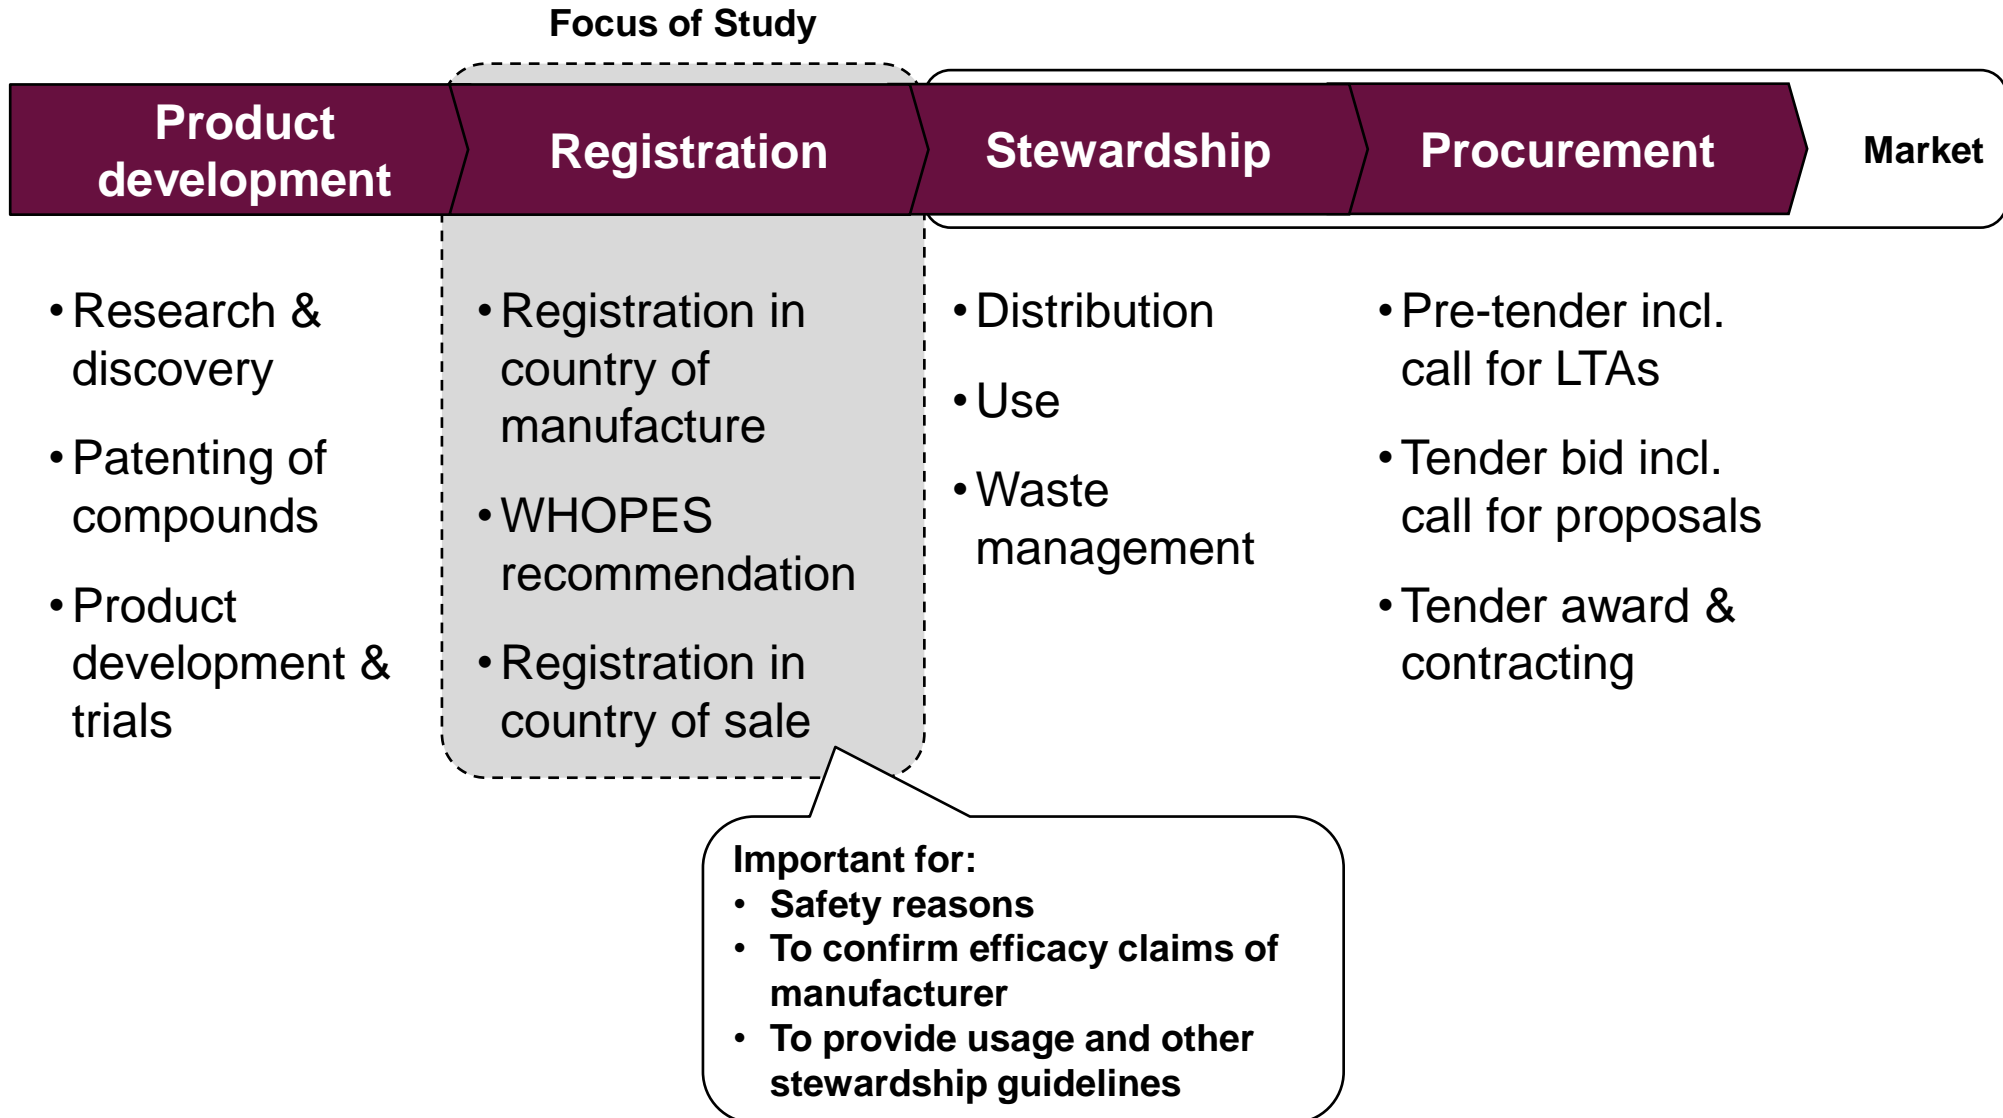 Focus of Study
Product
development
Registration
Stewardship
Procurement
Market
• Research &
discovery
• Patenting of
compounds
• Product
development &
trials
• Registration in
country of
manufacture
• WHOPES
recommendation
• Registration in
country of sale
• Distribution
• Use
• Waste
management
• Pre-tender incl.
call for LTAs
• Tender bid incl.
call for proposals
• Tender award &
contracting
Important for:
• Safety reasons
• To confirm efficacy claims of
manufacturer
• To provide usage and other
stewardship guidelines